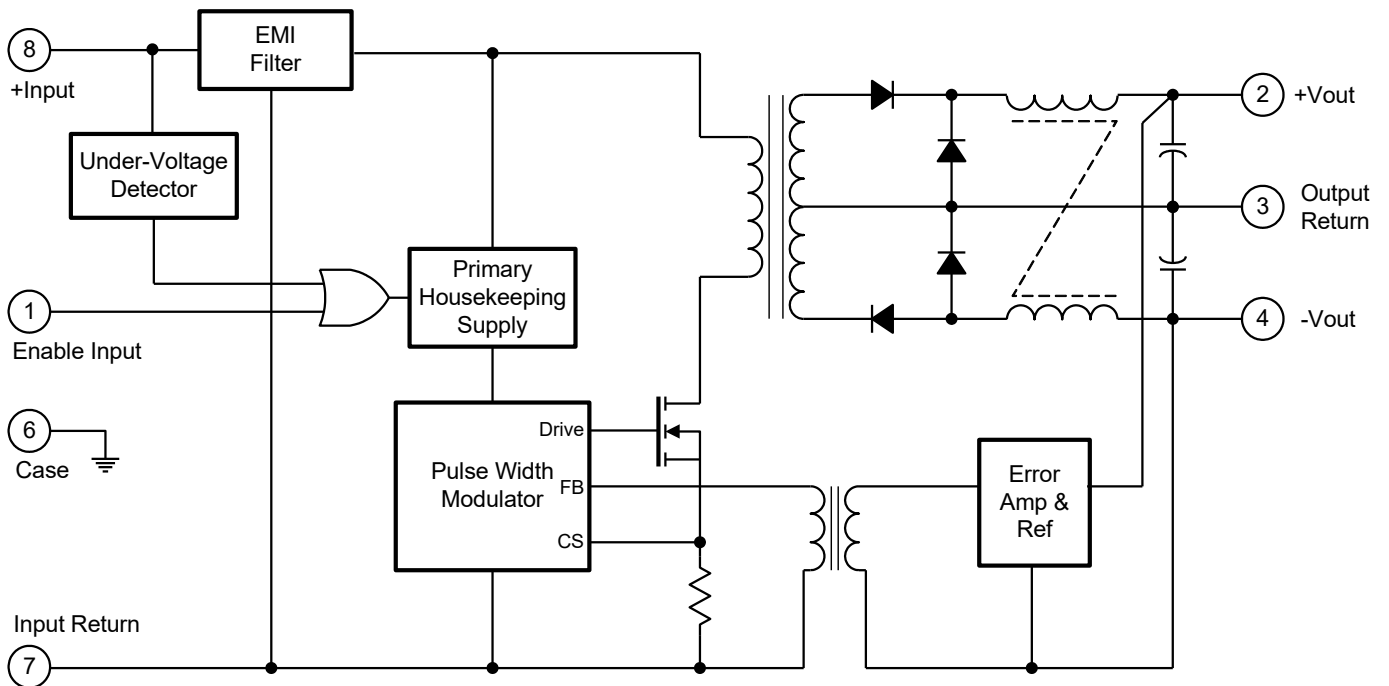 8
+Input
EMI
Filter
Under-Voltage
Detector
1
Enable Input
Primary
Housekeeping
Supply
6
Case
Drive
Pulse Width
Modulator
FB
CS
Input Return
7
2
+Vout
3
Output
Return
4
-Vout
Error
Amp &
Ref